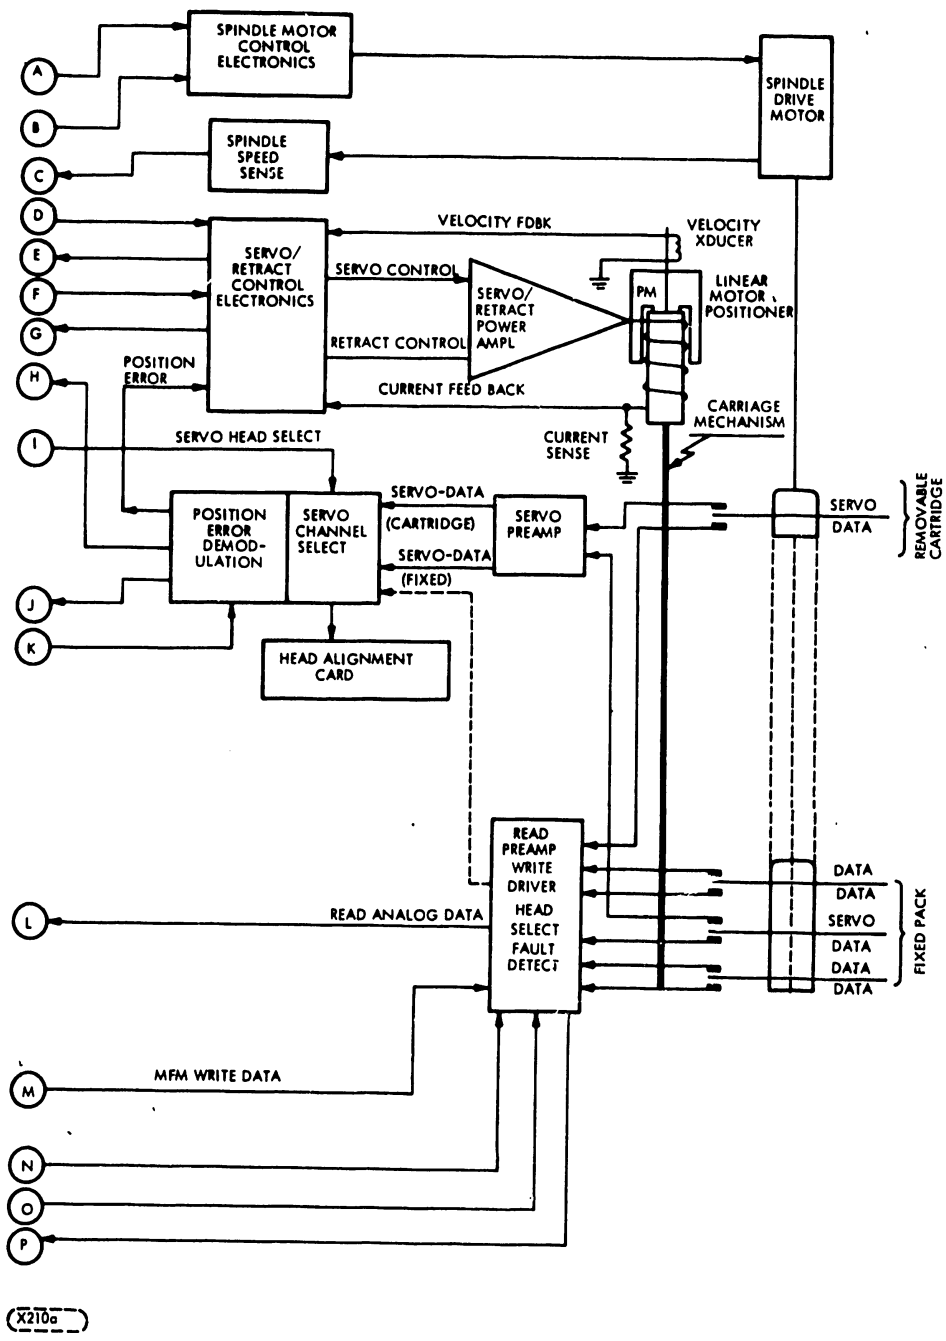 SPINDLE MOTOR
CONTROL
ELECTRONICS
A
B
SPINDLE
DRIVE
MOTOR
SPINDLE
SPEED
SENSE
C
D
E
F
G
H
I
SERVO/
RETRACT
CONTROL
ELECTRONICS
VELOCITY FDBK
VELOCITY
XDUCER
SERVO CONTROL
SERVO/
RETRACT
POWER
AMPL
PM
LINEAR
MOTOR
POSITIONER
RETRACT CONTROL
POSITION
ERROR
CURRENT FEED BACK
CURRENT
SENSE
CARRIAGE
MECHANISM
SERVO HEAD SELECT
POSITION
ERROR
DEMOD-
ULATION
SERVO
CHANNEL
SELECT
SERVO-DATA
(CARTRIDGE)
SERVO-DATA
(FIXED)
SERVO
PREAMP
SERVO
DATA
REMOVABLE
CARTRIDGE
J
K
HEAD ALIGNMENT
CARD
READ
PREAMP
WRITE
DRIVER
HEAD
SELECT
FAULT
DETECT
DATA
DATA
SERVO
DATA
DATA
DATA
FIXED PACK
L
READ ANALOG DATA
M
MFM WRITE DATA
N
O
P
X210a